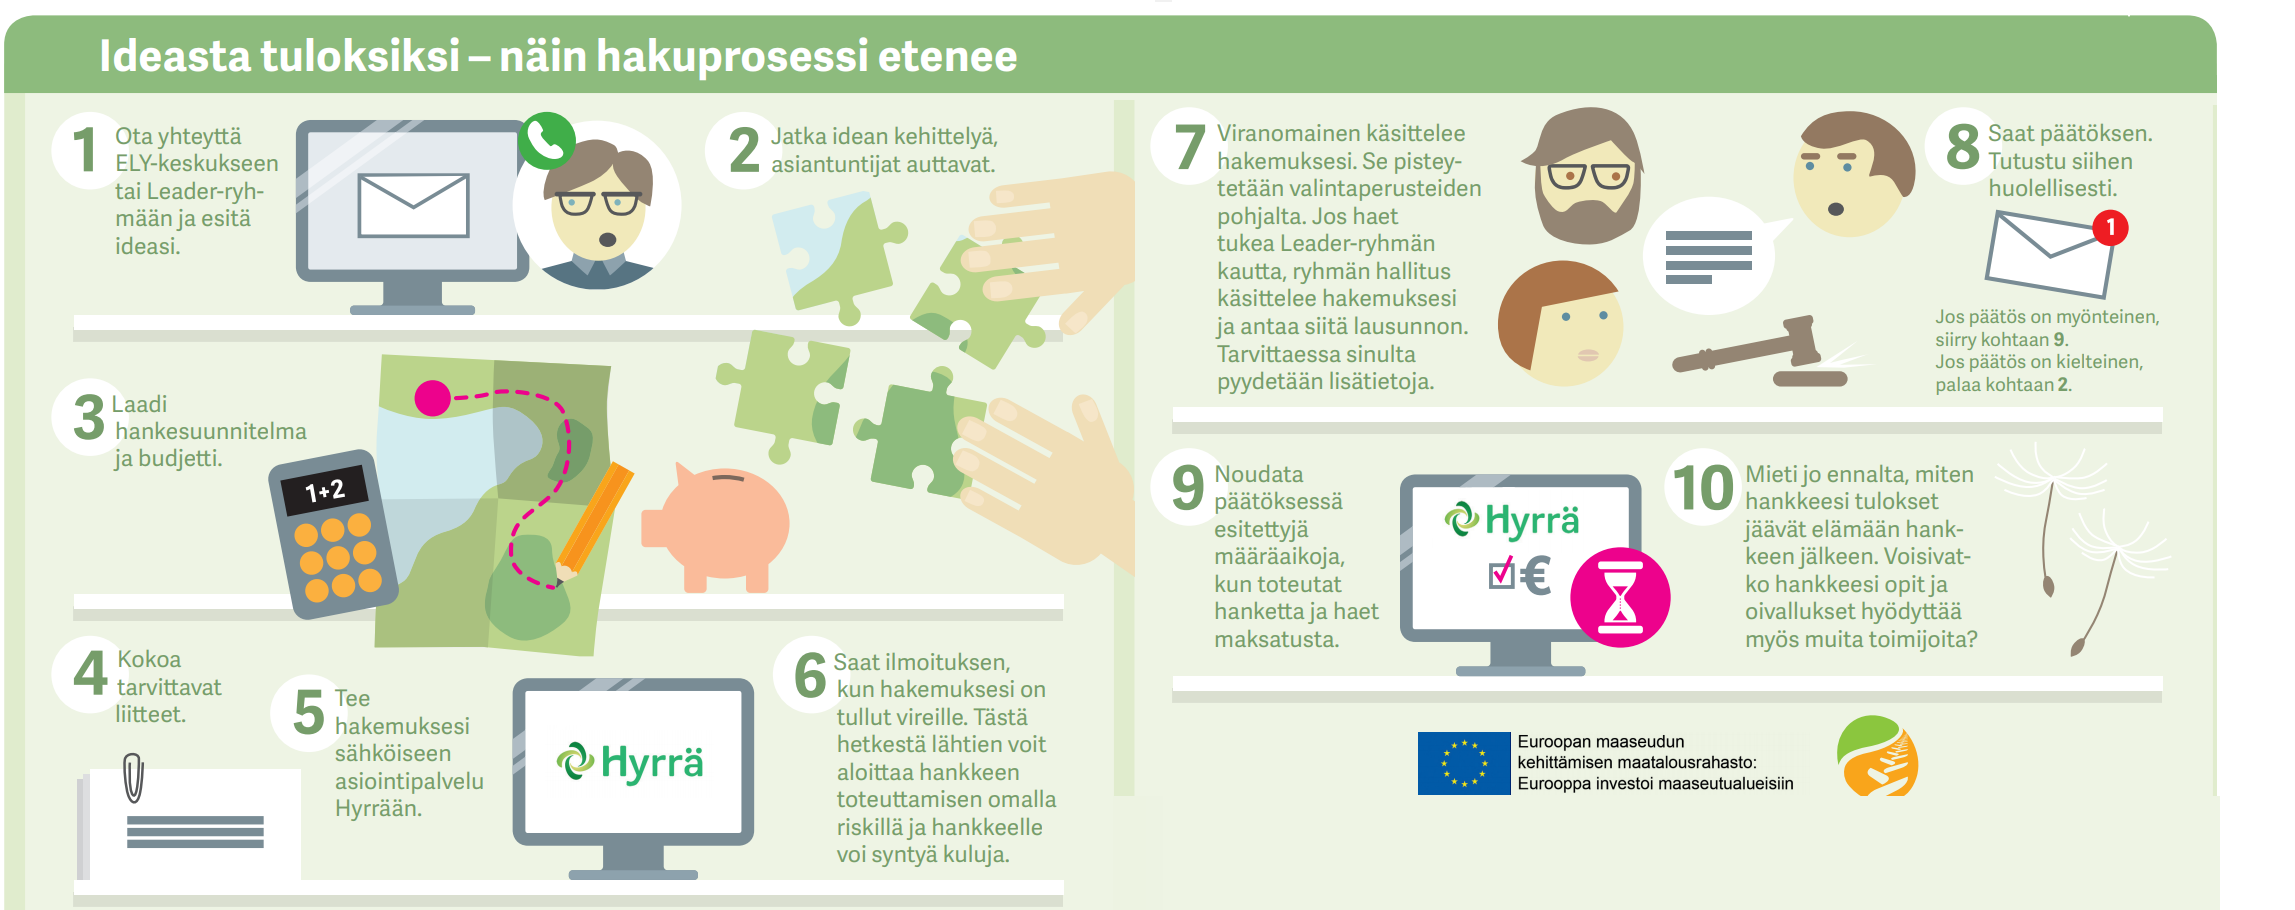 Ideasta tuloksiksi – näin hakuprosessi etenee
1
Ota yhteyttä
ELY-keskukseen
tai Leader-ryh-
mään ja esitä
ideasi.
2
Jatka idean kehittelyä,
asiantuntijat auttavat.
3
Laadi
hankesuunnitelma
ja budjetti.
1+2
4
Kokoa
tarvittavat
liitteet.
5
Tee
hakemuksesi
sähköiseen
asiointipalvelu
Hyrrään.
Hyrrä
6
Saat ilmoituksen,
kun hakemuksesi on
tullut vireille. Tästä
hetkestä lähtien voit
aloittaa hankkeen
toteuttamisen omalla
riskillä ja hankkeelle
voi syntyä kuluja.
7
Viranomainen käsittelee
hakemuksesi. Se pistey-
tetään valintaperusteiden
pohjalta. Jos haet
tukea Leader-ryhmän
kautta, ryhmän hallitus
käsittelee hakemuksesi
ja antaa siitä lausunnon.
Tarvittaessa sinulta
pyydetään lisätietoja.
8
Saat päätöksen.
Tutustu siihen
huolellisesti.
1
Jos päätös on myönteinen,
siirry kohtaan 9.
Jos päätös on kielteinen,
palaa kohtaan 2.
9
Noudata
päätöksessä
esitettyjä
määräaikoja,
kun toteutat
hanketta ja haet
maksatusta.
Hyrrä
€
10
Mieti jo ennalta, miten
hankkeesi tulokset
jäävät elämään hank-
keen jälkeen. Voisivat-
ko hankkeesi opit ja
oivallukset hyödyttää
myös muita toimijoita?
Euroopan maaseudun
kehittämisen maatalousrahasto:
Eurooppa investoi maaseutualueisiin